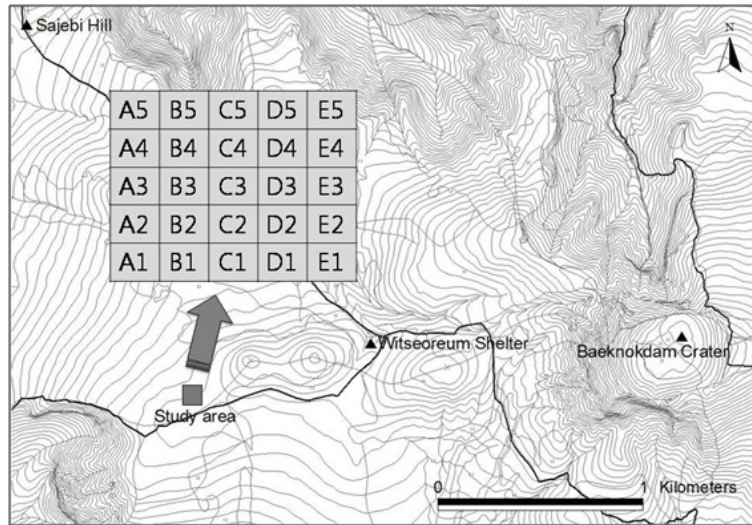 Sajebi Hill
N
A5 B5 C5 D5 E5
A4 B4 C4 D4 E4
A3 B3 C3 D3 E3
A2 B2 C2 D2 E2
A1 B1 C1 D1 E1
Witseoreum Shelter
Baeknokdam Crater
Study area
0 1 Kilometers